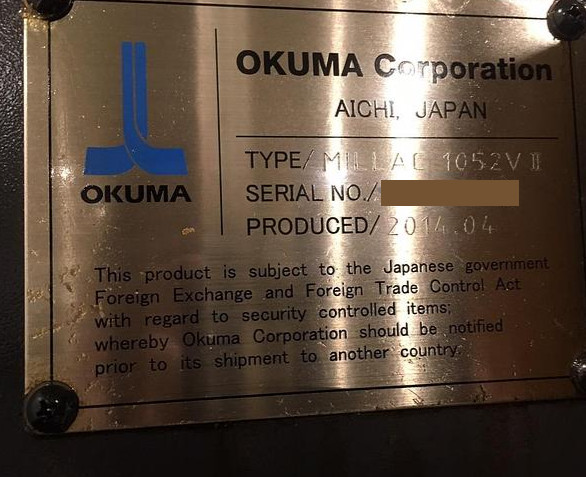 OKUMA
OKUMA Corporation
AICHI, JAPAN
TYPE/ MILLAC 1052V II
SERIAL NO./
PRODUCED/ 2014.04
This product is subject to the Japanese government
Foreign Exchange and Foreign Trade Control Act
with regard to security controlled items;
whereby Okuma Corporation should be notified
prior to its shipment to another country.